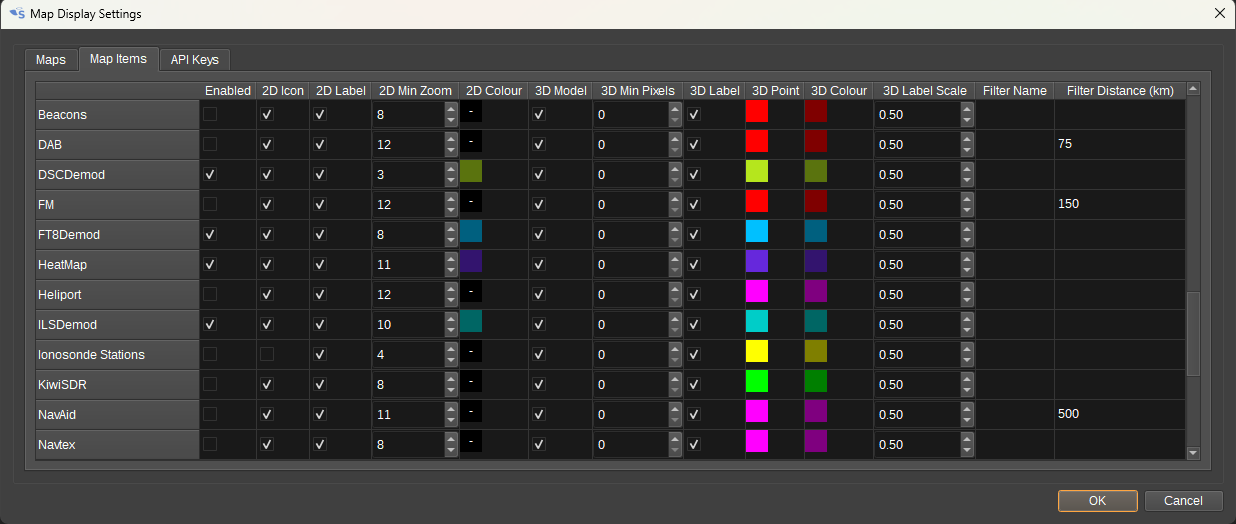 Map Display Settings
Maps Map Items API Keys
Enabled 2D Icon 2D Label 2D Min Zoom 2D Colour 3D Model 3D Min Pixels 3D Label 3D Point 3D Colour 3D Label Scale Filter Name Filter Distance (km)
Beacons 8 - 0 0.50
DAB 12 - 0 0.50 75
DSCDemod 3 0 0.50
FM 12 - 0 0.50 150
FT8Demod 8 0 0.50
HeatMap 11 0 0.50
Heliport 12 - 0 0.50
ILSDemod 10 0 0.50
Ionosonde Stations 4 - 0 0.50
KiwiSDR 8 - 0 0.50
NavAid 11 - 0 0.50 500
Navtex 8 - 0 0.50
OK Cancel